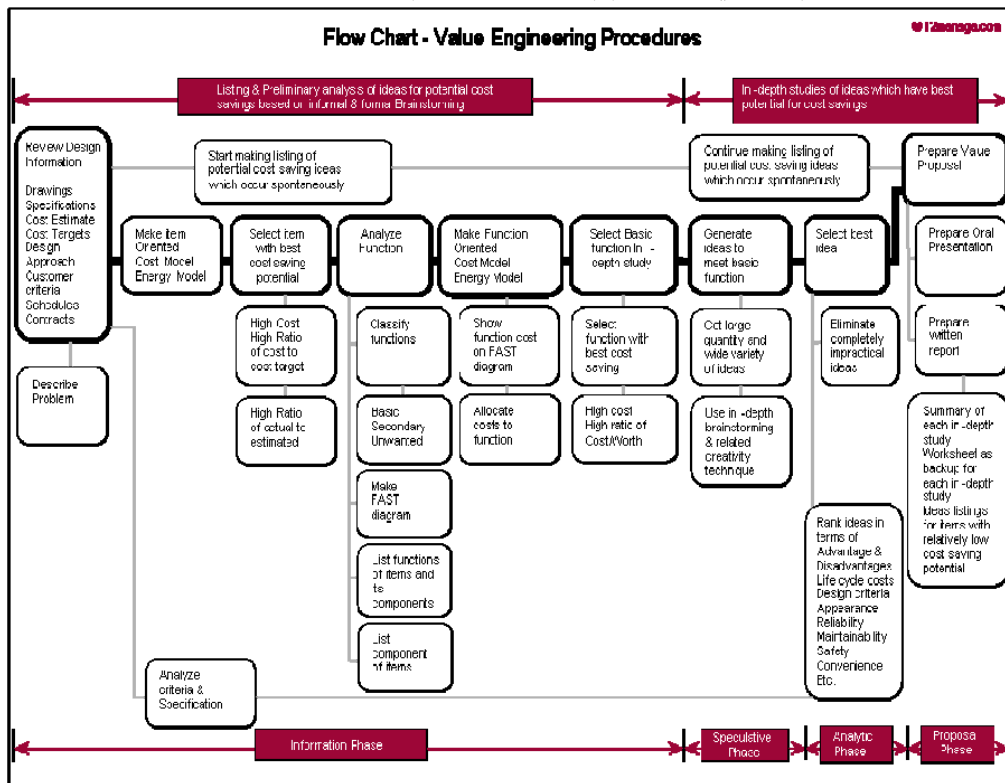 Flow Chart - Value Engineering Procedures
12manage.com
Listing & Preliminary analysis of ideas for potential cost
savings based on informal & formal Brainstorming
In-depth studies of ideas which have best
potential for cost savings
Review Design
Information
Drawings
Specifications
Cost Estimate
Cost Targets
Design
Approach
Customer
criteria
Schedules
Contracts
Start making listing of
potential cost saving ideas
which occur spontaneously
Continue making listing of
potential cost saving ideas
which occur spontaneously
Prepare Value
Proposal
Make item
Oriented
Cost Model
Energy Model
Select item
with best
cost saving
potential
Analyze
Function
Make Function
Oriented
Cost Model
Energy Model
Select Basic
function In -
depth study
Generate
ideas to
meet basic
function
Select best
idea
Prepare Oral
Presentation
High Cost
High Ratio
of cost to
cost target
Classify
functions
Show
function cost
on FAST
diagram
Select
function with
best cost
saving
Get large
quantity and
wide variety
of ideas
Eliminate
completely
impractical
ideas
Prepare
written
report
Describe
Problem
High Ratio
of actual to
estimated
Basic
Secondary
Unwanted
Allocate
costs to
function
High cost
High ratio of
Cost/Worth
Use in -depth
brainstorming
& related
creativity
technique
Summary of
each in -depth
study
Worksheet as
backup for
each in -depth
study
Ideas listings
for items with
relatively low
cost saving
potential
Make
FAST
diagram
List functions
of items and
its
components
List
component
of items
Rank ideas in
terms of
Advantage &
Disadvantages
Life cycle costs
Design criteria
Appearance
Reliability
Maintainability
Safety
Convenience
Etc.
Analyze
criteria &
Specification
Information Phase
Speculative
Phase
Analytic
Phase
Proposal
Phase